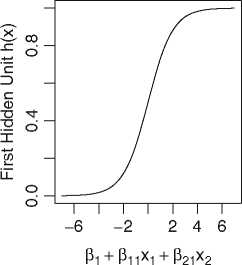 First Hidden Unit h(x)
0.8
0.4
0.0
−6 −2 2 4 6
β₁ + β₁₁x₁ + β₂₁x₂